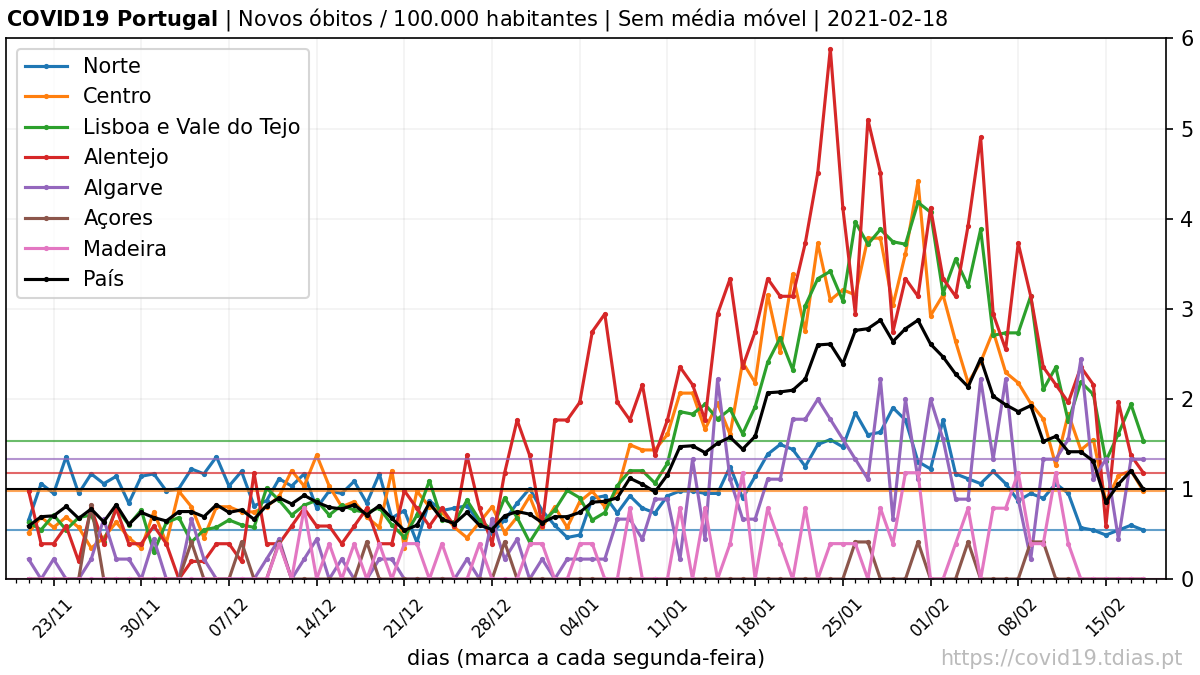 COVID19 Portugal | Novos óbitos / 100.000 habitantes | Sem média móvel | 2021-02-18
Norte
Centro
Lisboa e Vale do Tejo
Alentejo
Algarve
Açores
Madeira
País
6
5
4
3
2
1
0
23/11
30/11
07/12
14/12
21/12
28/12
04/01
11/01
18/01
25/01
01/02
08/02
15/02
dias (marca a cada segunda-feira)
https://covid19.tdias.pt